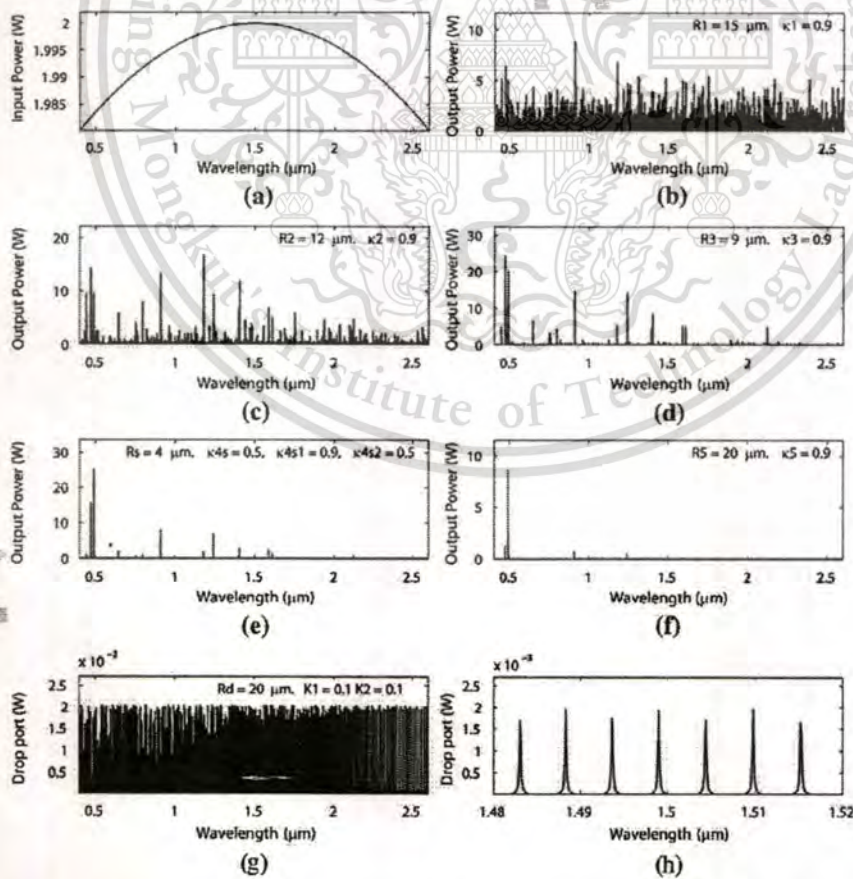 Input Power (W)
2
1.995
1.99
1.985
0.5 1 1.5 2 2.5
Wavelength (μm)
(a)
Output Power (W)
10
5
0
R1 = 15 μm. κ1 = 0.9
0.5 1 1.5 2 2.5
Wavelength (μm)
(b)
Output Power (W)
20
10
0
R2 = 12 μm. κ2 = 0.9
0.5 1 1.5 2 2.5
Wavelength (μm)
(c)
Output Power (W)
30
20
10
0
R3 = 9 μm. κ3 = 0.9
0.5 1 1.5 2 2.5
Wavelength (μm)
(d)
Output Power (W)
30
20
10
0
Rs = 4 μm. κ4s = 0.5, κ4s1 = 0.9, κ4s2 = 0.5
0.5 1 1.5 2 2.5
Wavelength (μm)
(e)
Output Power (W)
10
5
0
R5 = 20 μm. κ5 = 0.9
0.5 1 1.5 2 2.5
Wavelength (μm)
(f)
x 10⁻³
Drop port (W)
2.5
2
1.5
1
0.5
Rd = 20 μm. K1 = 0.1 K2 = 0.1
0.5 1 1.5 2 2.5
Wavelength (μm)
(g)
x 10⁻³
Drop port (W)
2.5
2
1.5
1
0.5
1.48 1.49 1.5 1.51 1.52
Wavelength (μm)
(h)
Mongkut's Institute of Technology Lad